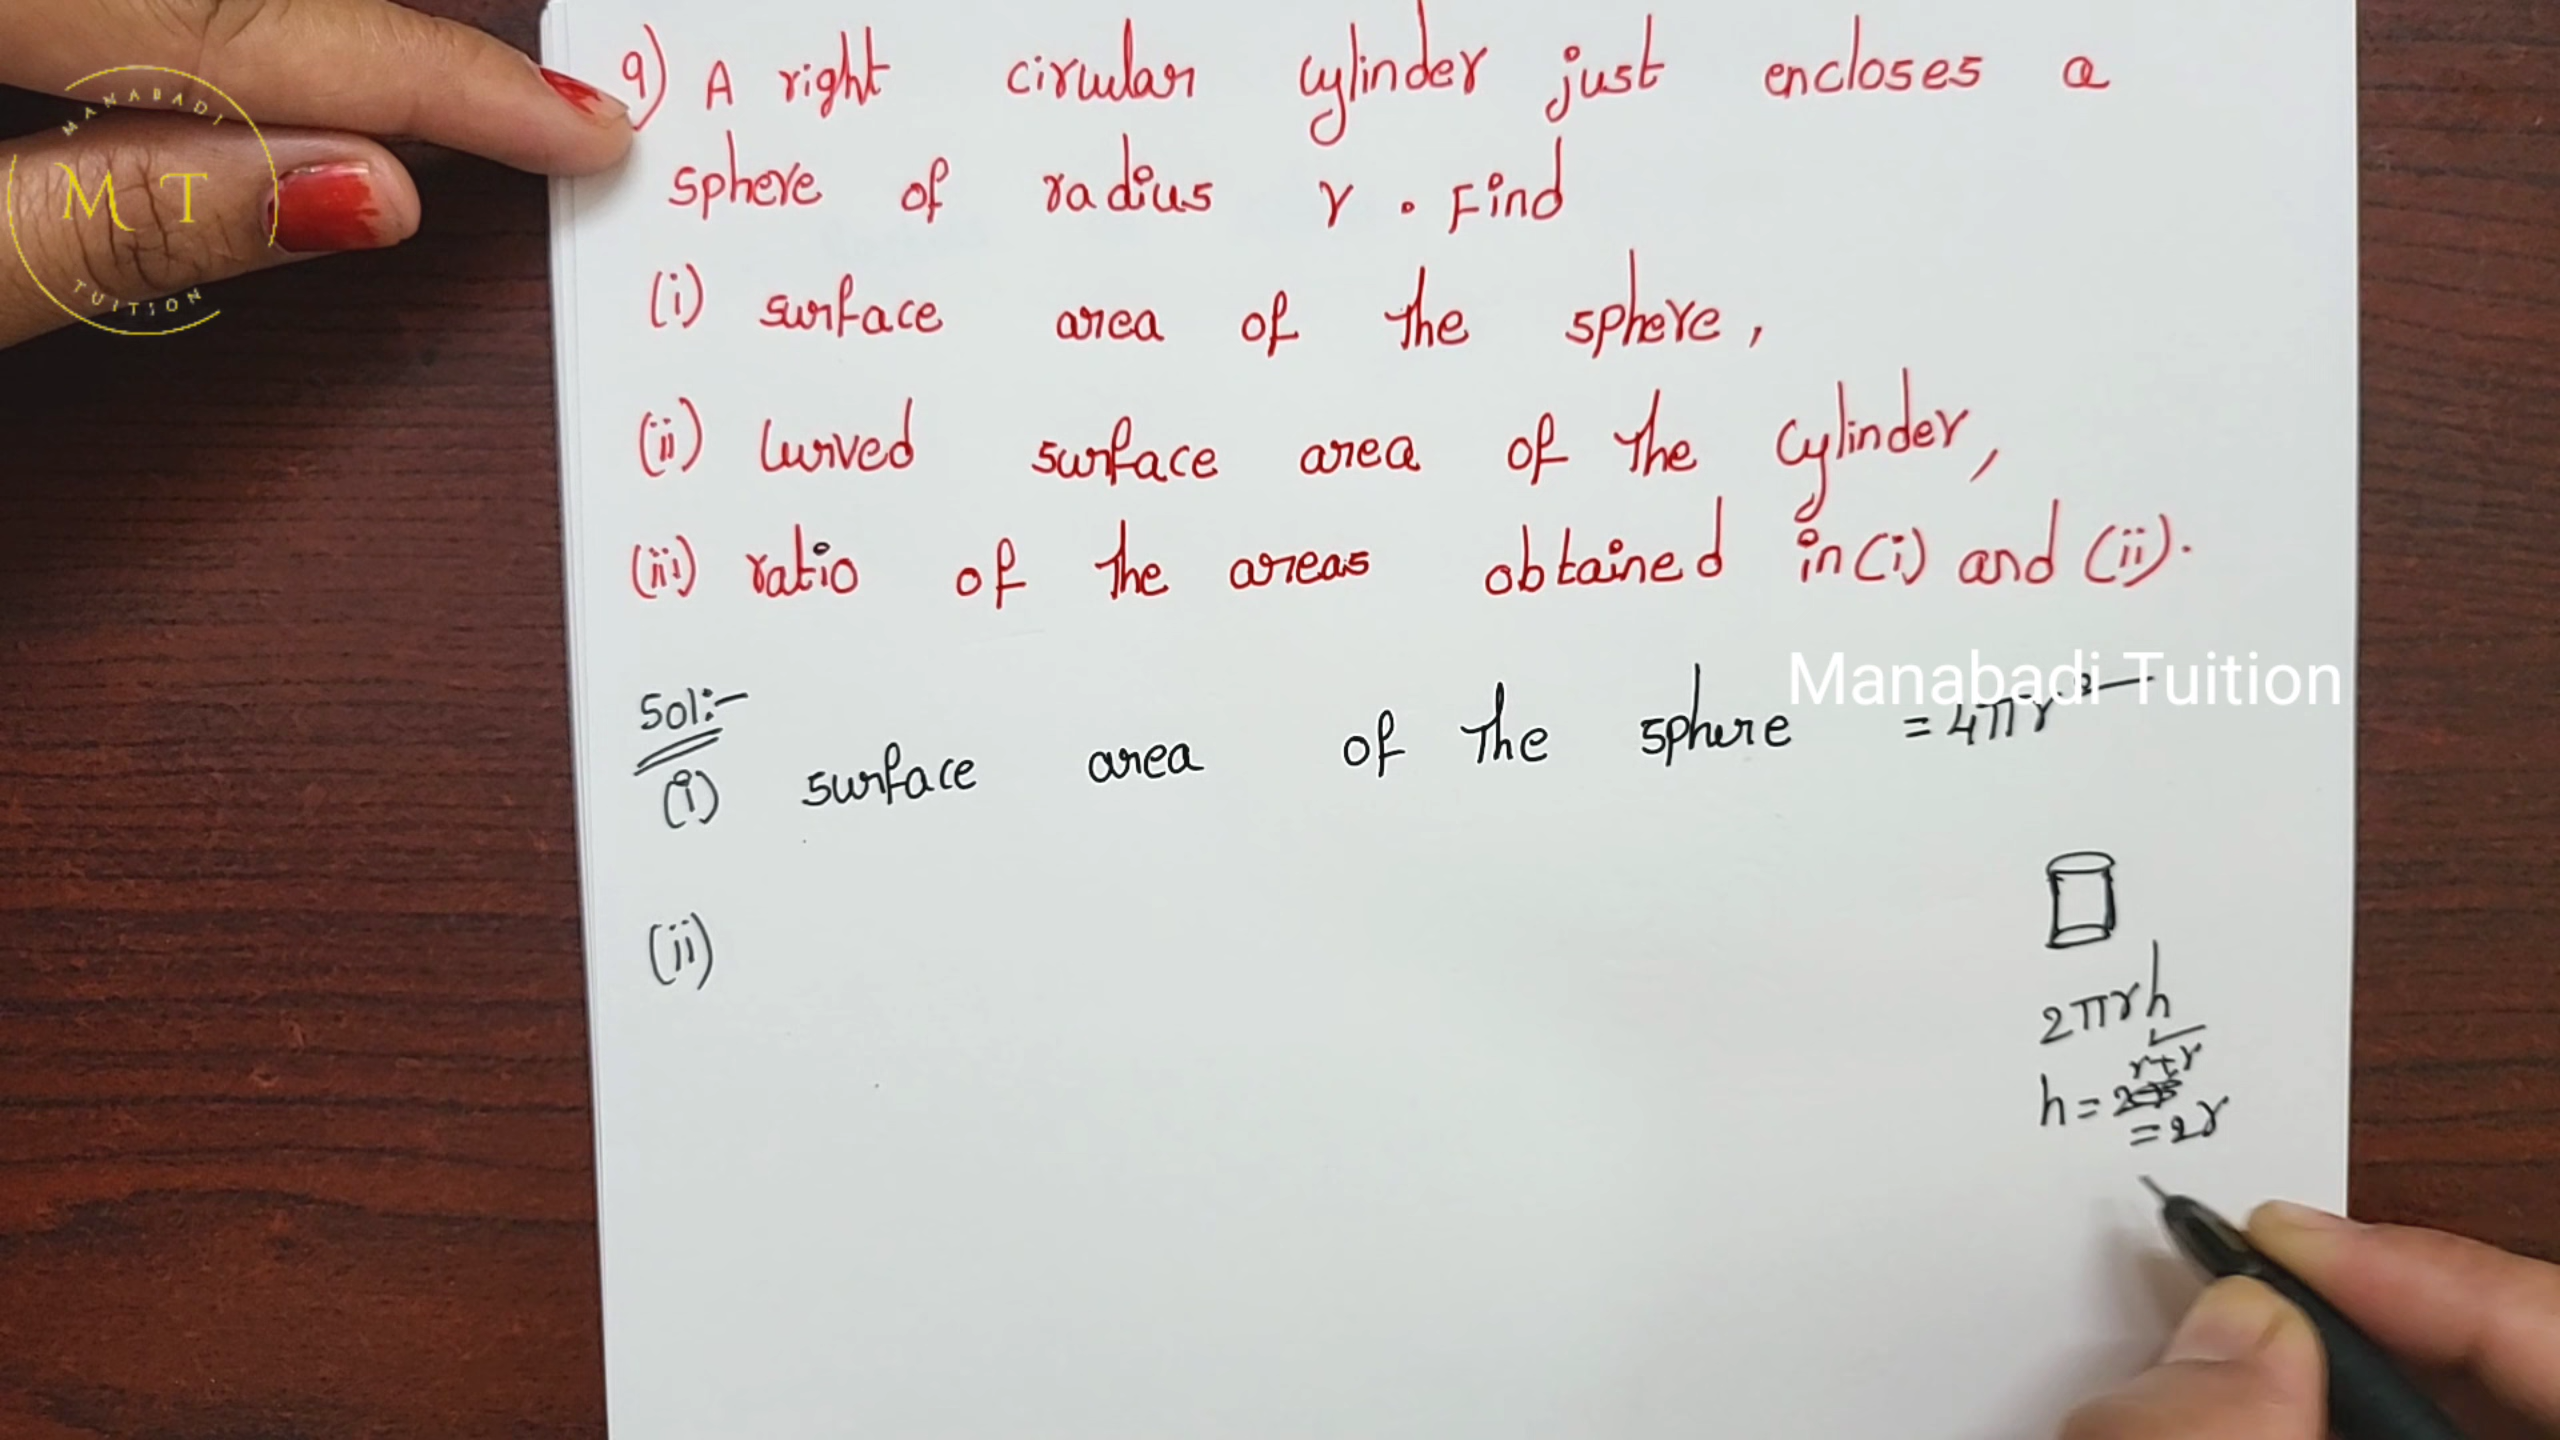 MANABADI
MT
TUITION
9) A right circular cylinder just encloses a
sphere of radius r . Find
(i) surface area of the sphere,
(ii) Curved surface area of the cylinder,
(iii) ratio of the areas obtained in (i) and (ii).
Manabadi Tuition
Sol:-
(i) surface area of the sphere = 4πr²
(ii)
2πrh
r+r
h =
= 2r